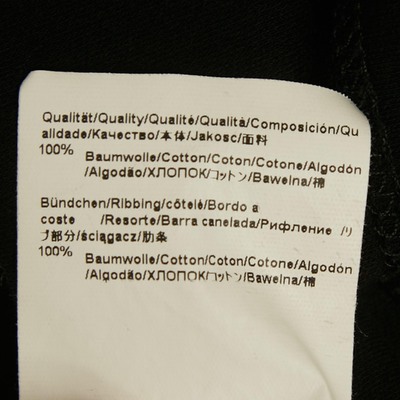 Qualität/Quality/Qualité/Qualità/Composición/Qu
alidade/Качество/本体/Jakosc/面料
100%
Baumwolle/Cotton/Coton/Cotone/Algodón
/Algodão/ХЛОПОК/コットン/Bawełna/棉
Bündchen/Ribbing/côtelé/Bordo a
coste /Resorte/Barra canelada/Рифление /リ
ブ部分/ściągacz/肋条
100%
Baumwolle/Cotton/Coton/Cotone/Algodón
/Algodão/ХЛОПОК/コットン/Bawełna/棉